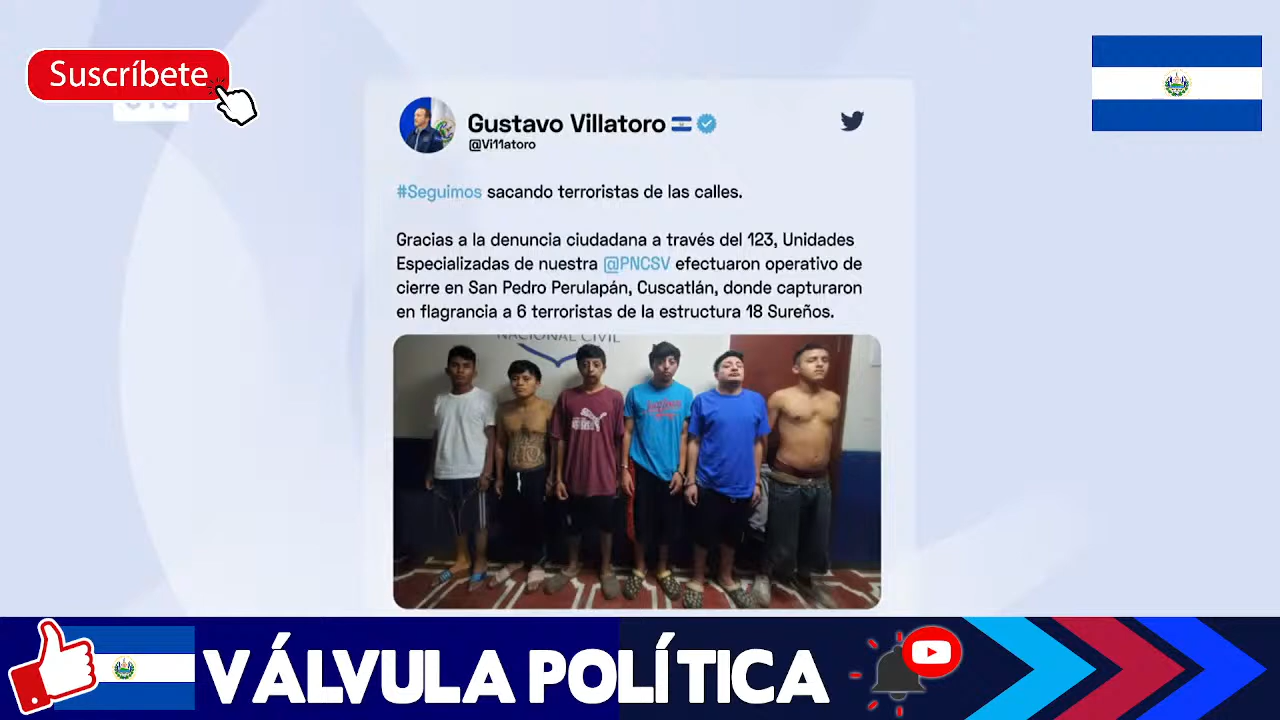 Suscríbete
Gustavo Villatoro
@Vi11atoro
#Seguimos sacando terroristas de las calles.
Gracias a la denuncia ciudadana a través del 123, Unidades
Especializadas de nuestra @PNCSV efectuaron operativo de
cierre en San Pedro Perulapán, Cuscatlán, donde capturaron
en flagrancia a 6 terroristas de la estructura 18 Sureños.
NACIONAL CIVIL
VÁLVULA POLÍTICA